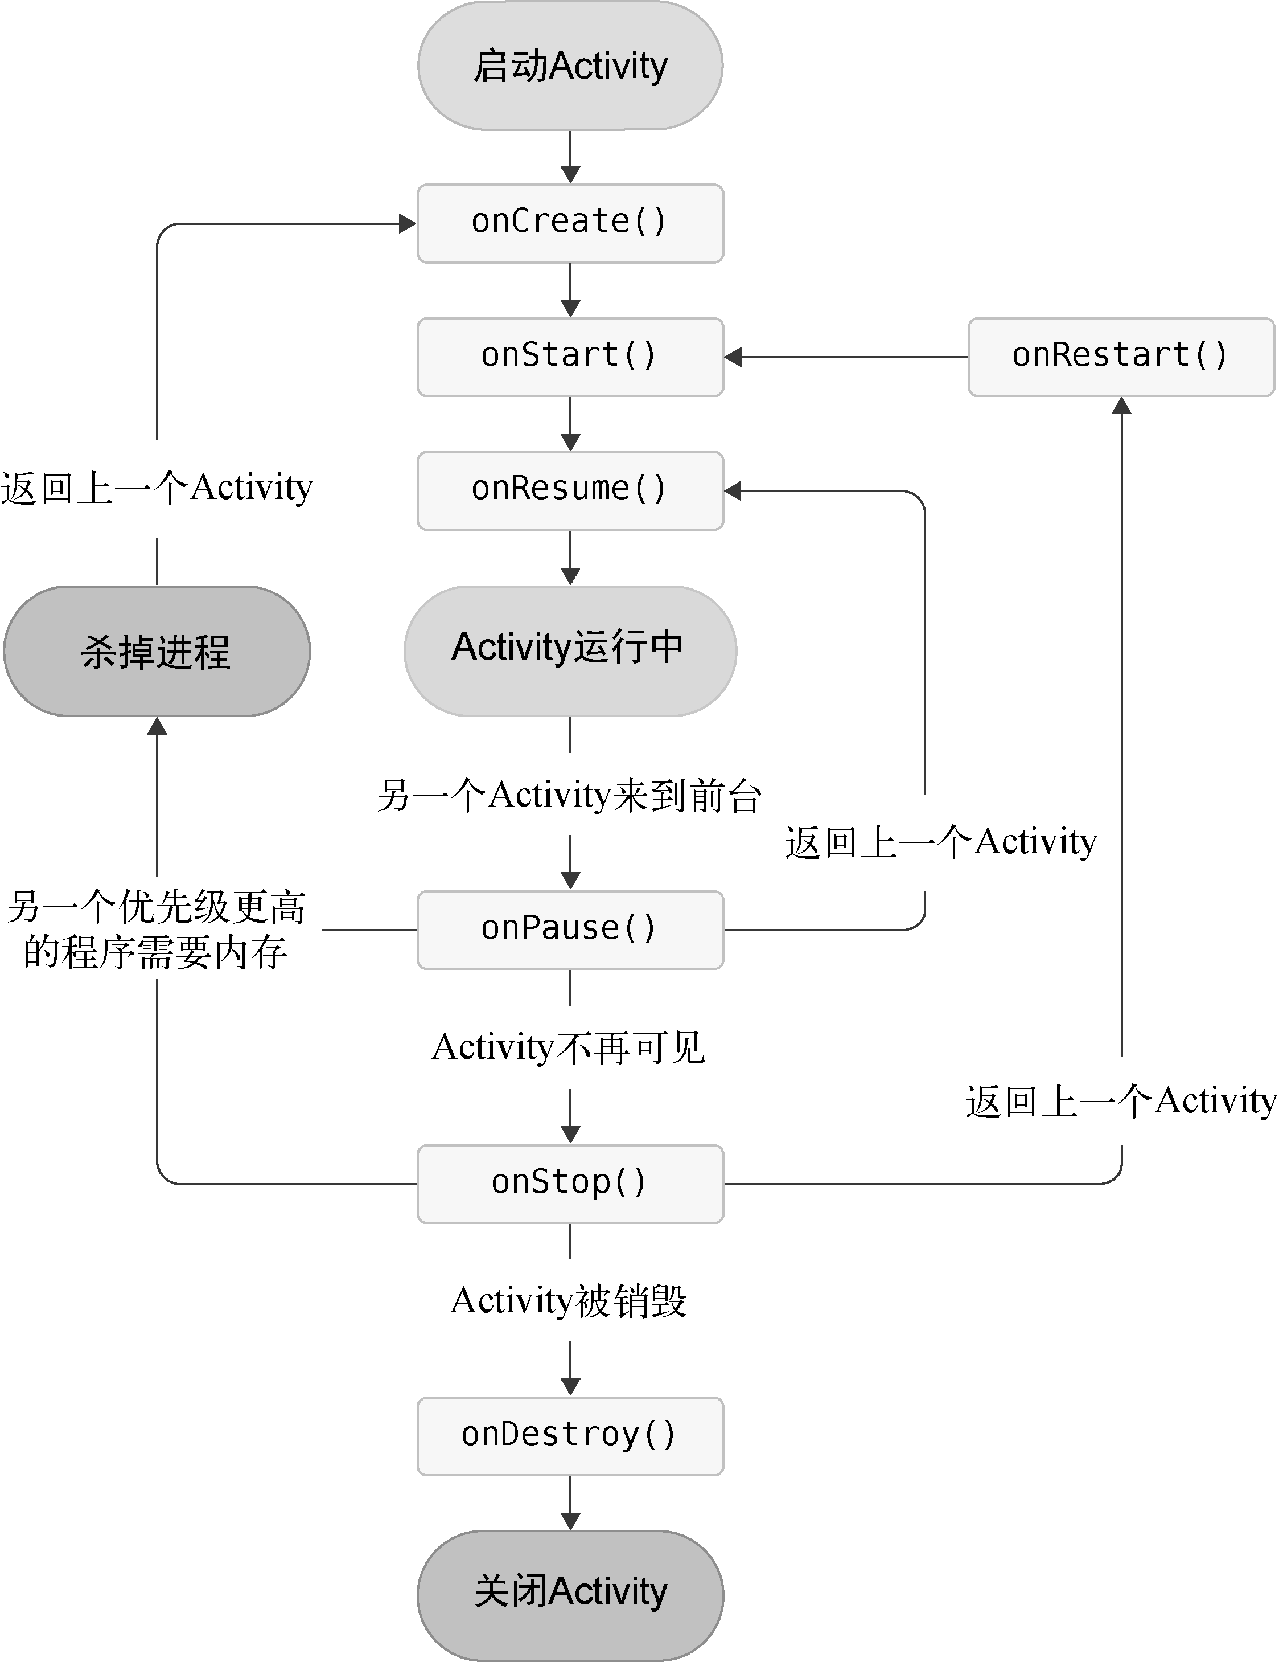 启动Activity
onCreate()
onStart()
onRestart()
返回上一个Activity
onResume()
杀掉进程
Activity运行中
另一个Activity来到前台
返回上一个Activity
另一个优先级更高
的程序需要内存
onPause()
Activity不再可见
返回上一个Activity
onStop()
Activity被销毁
onDestroy()
关闭Activity